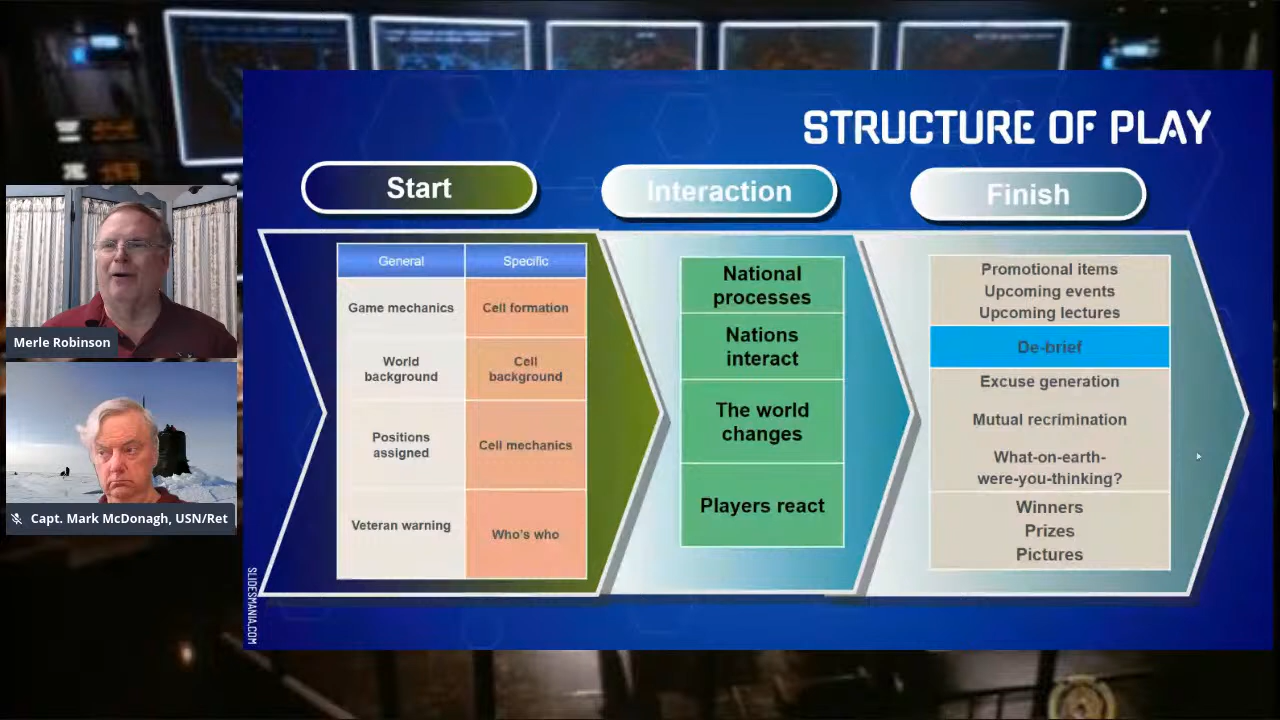 STRUCTURE OF PLAY
Start
Interaction
Finish
General
Specific
Game mechanics
Cell formation
World
background
Cell
background
Positions
assigned
Cell mechanics
Veteran warning
Who's who
National
processes
Nations
interact
The world
changes
Players react
Promotional items
Upcoming events
Upcoming lectures
De-brief
Excuse generation
Mutual recrimination
What-on-earth-
were-you-thinking?
Winners
Prizes
Pictures
Merle Robinson
Capt. Mark McDonagh, USN/Ret
SLIDESMANIA.COM